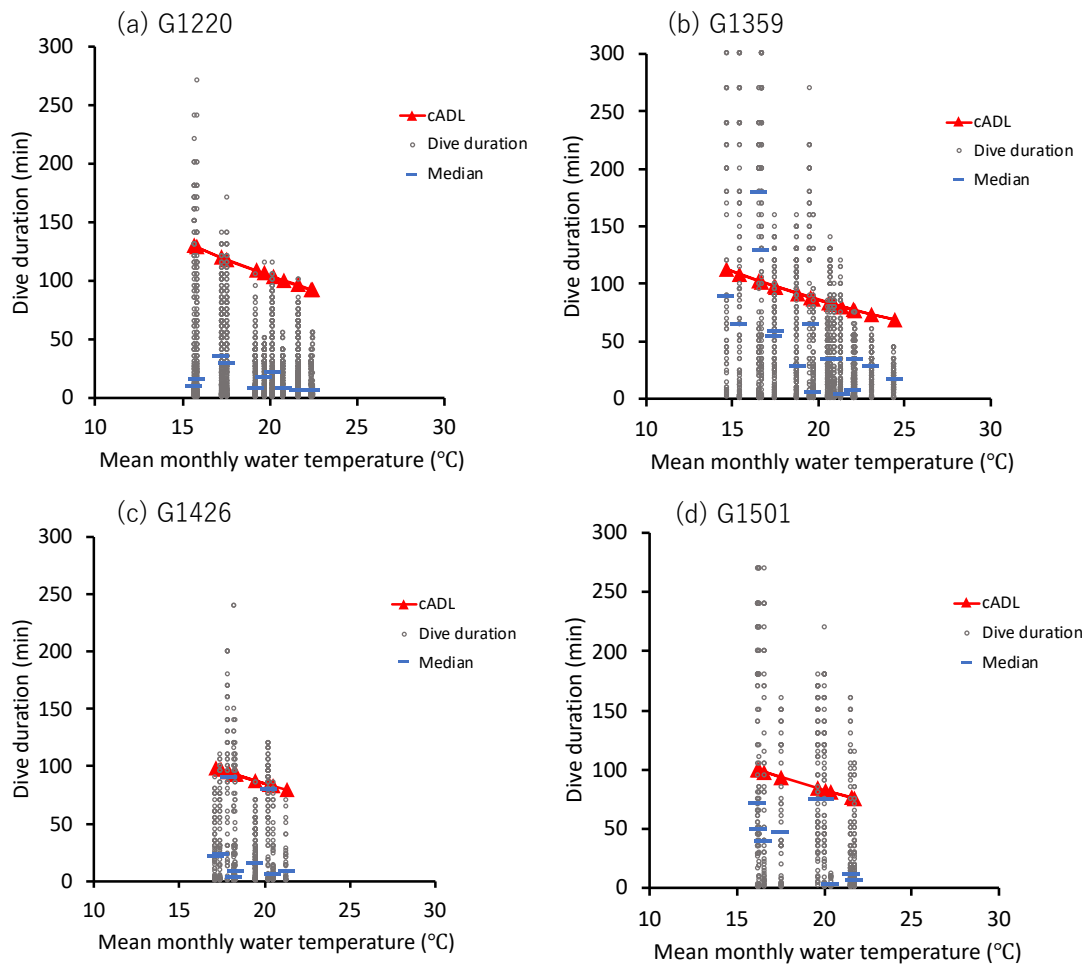 (a) G1220
300
250
200
150
100
50
0
Dive duration (min)
cADL
Dive duration
Median
10 15 20 25 30
Mean monthly water temperature (℃)
(b) G1359
300
250
200
150
100
50
0
Dive duration (min)
cADL
Dive duration
Median
10 15 20 25 30
Mean monthly water temperature (℃)
(c) G1426
300
250
200
150
100
50
0
Dive duration (min)
cADL
Dive duration
Median
10 15 20 25 30
Mean monthly water temperature (℃)
(d) G1501
300
250
200
150
100
50
0
Dive duration (min)
cADL
Dive duration
Median
10 15 20 25 30
Mean monthly water temperature (℃)